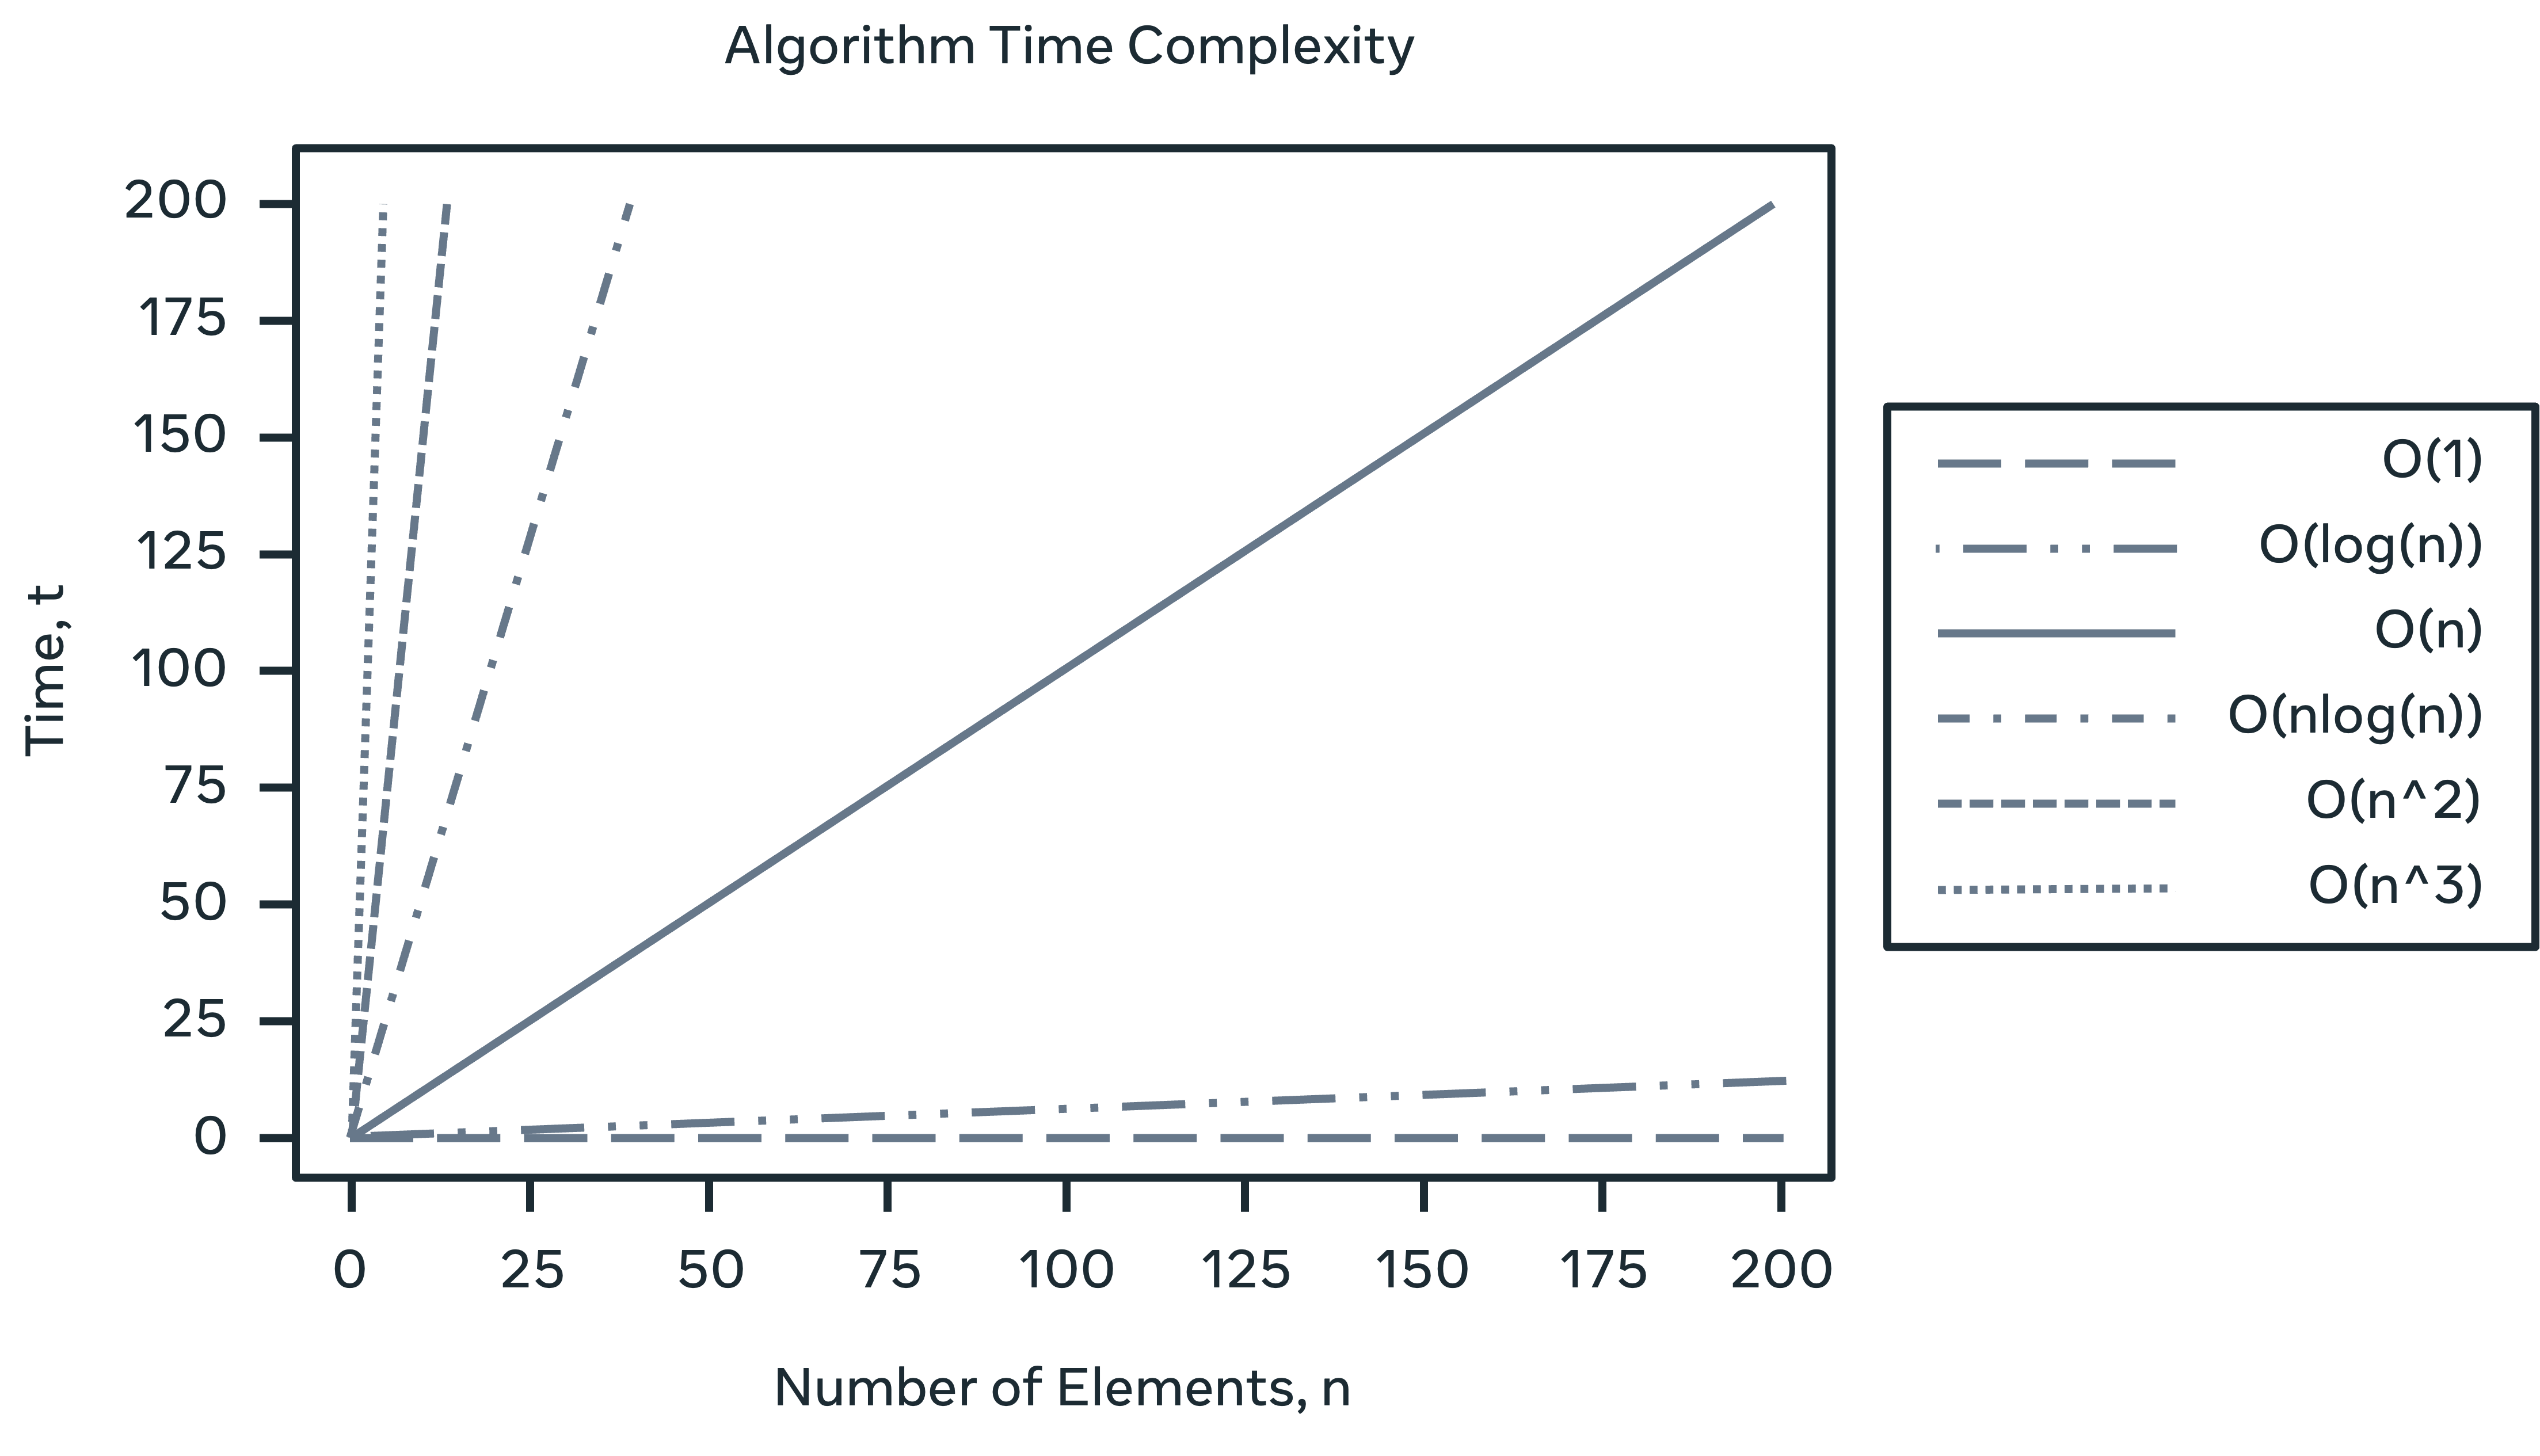 Algorithm Time Complexity
200
175
150
125
100
75
50
25
0
Time, t
0 25 50 75 100 125 150 175 200
Number of Elements, n
O(1)
O(log(n))
O(n)
O(nlog(n))
O(n^2)
O(n^3)